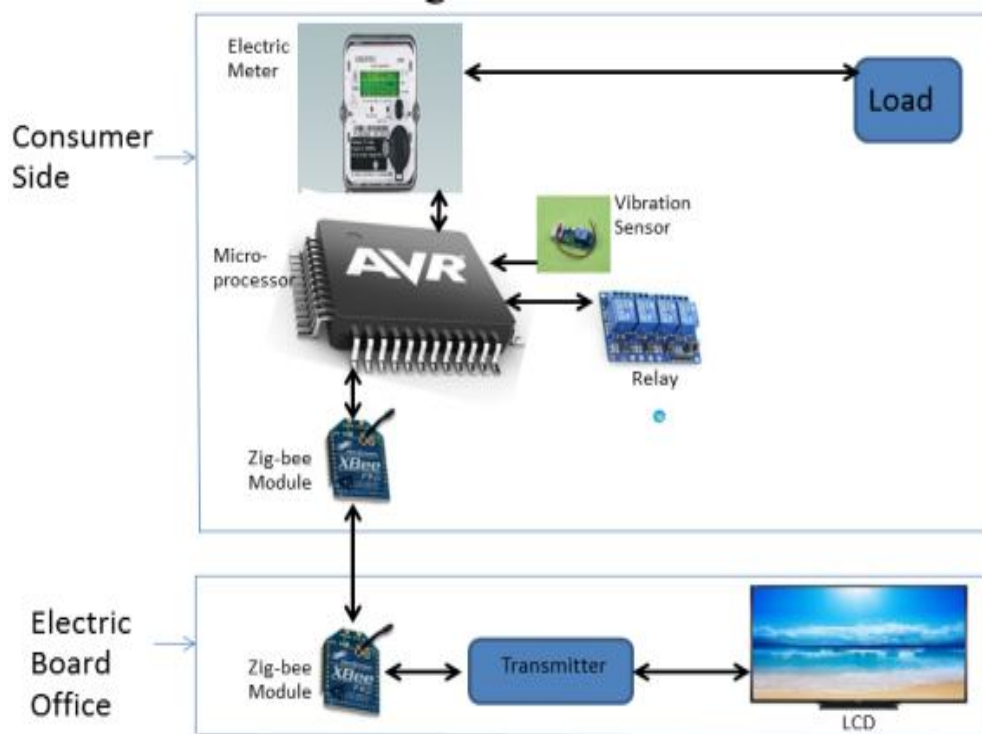 Electric
Meter
Load
Consumer
Side
Vibration
Sensor
Micro-
processor
AVR
Relay
Zig-bee
Module
XBee
Electric
Board
Office
Zig-bee
Module
XBee
Transmitter
LCD